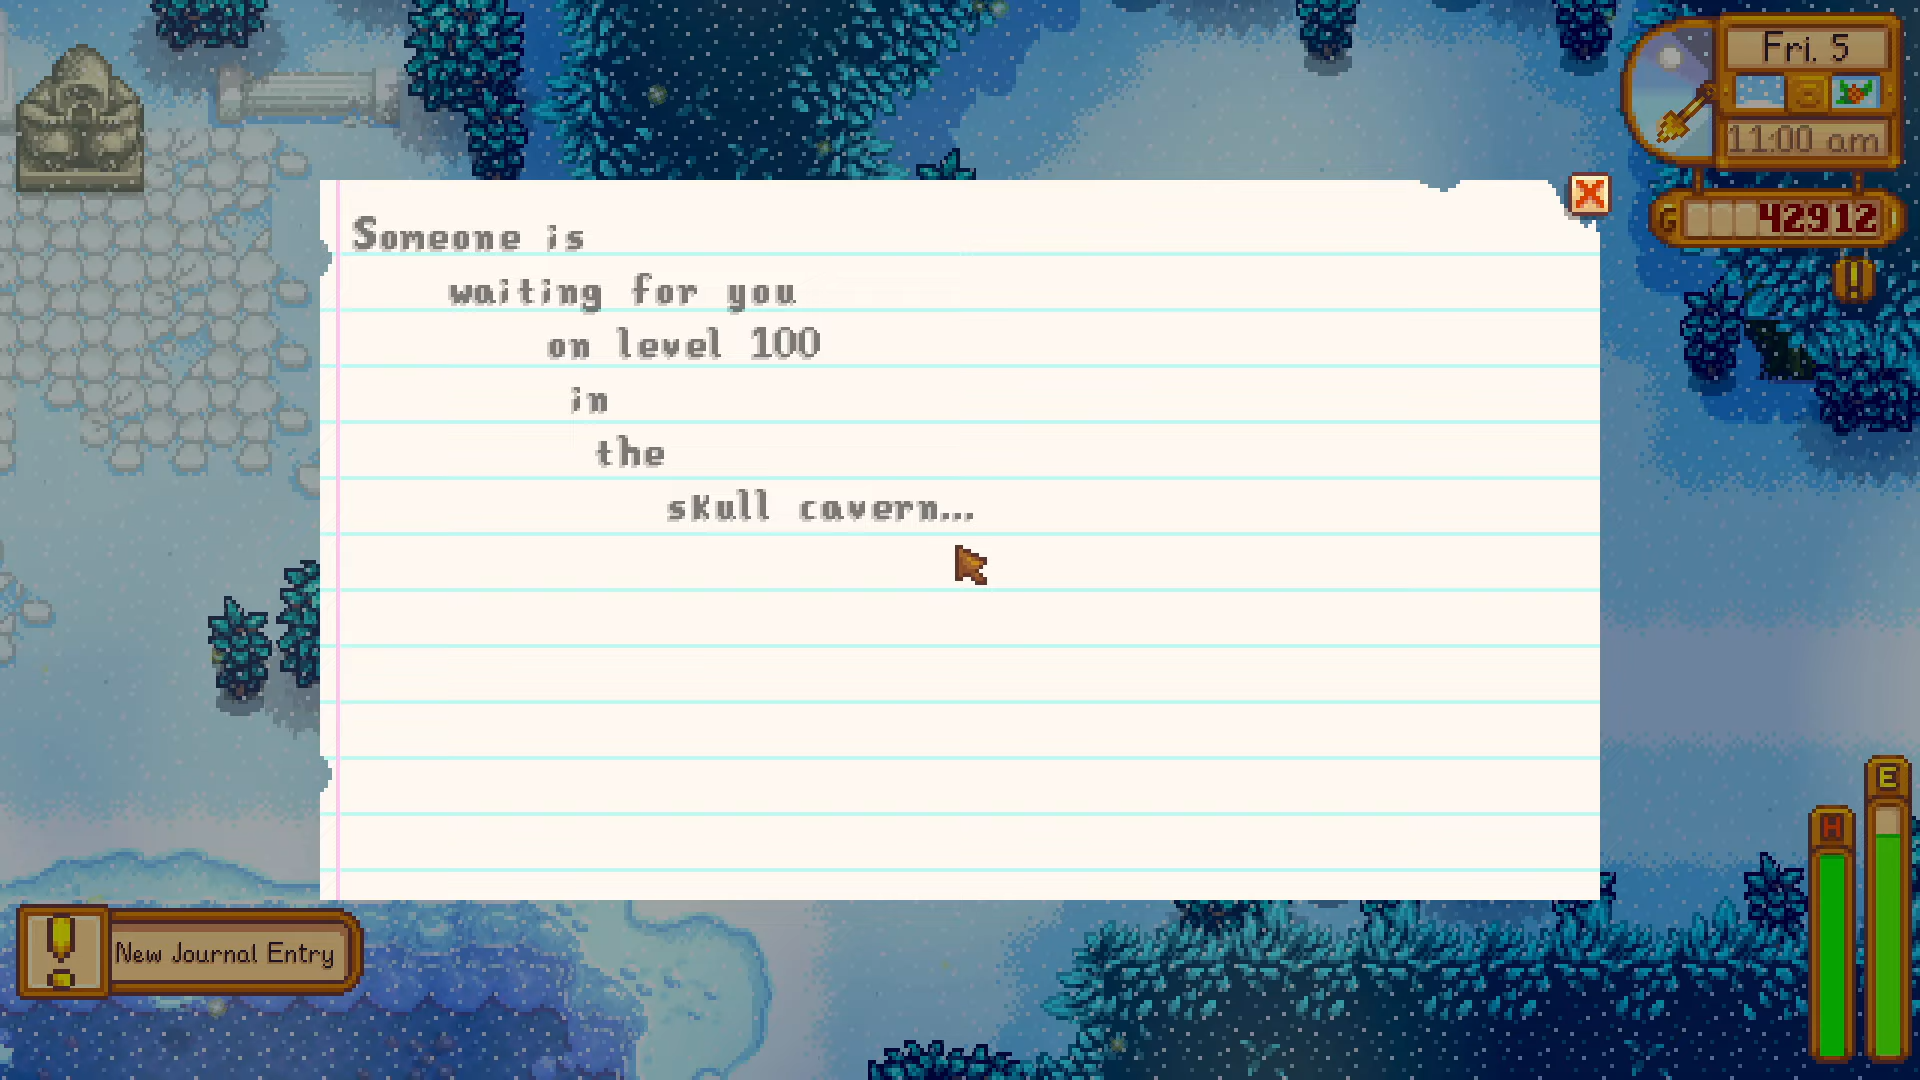 Fri. 5
11:00 am
G 42912
Someone is
waiting for you
on level 100
in
the
skull cavern...
E
H
New Journal Entry